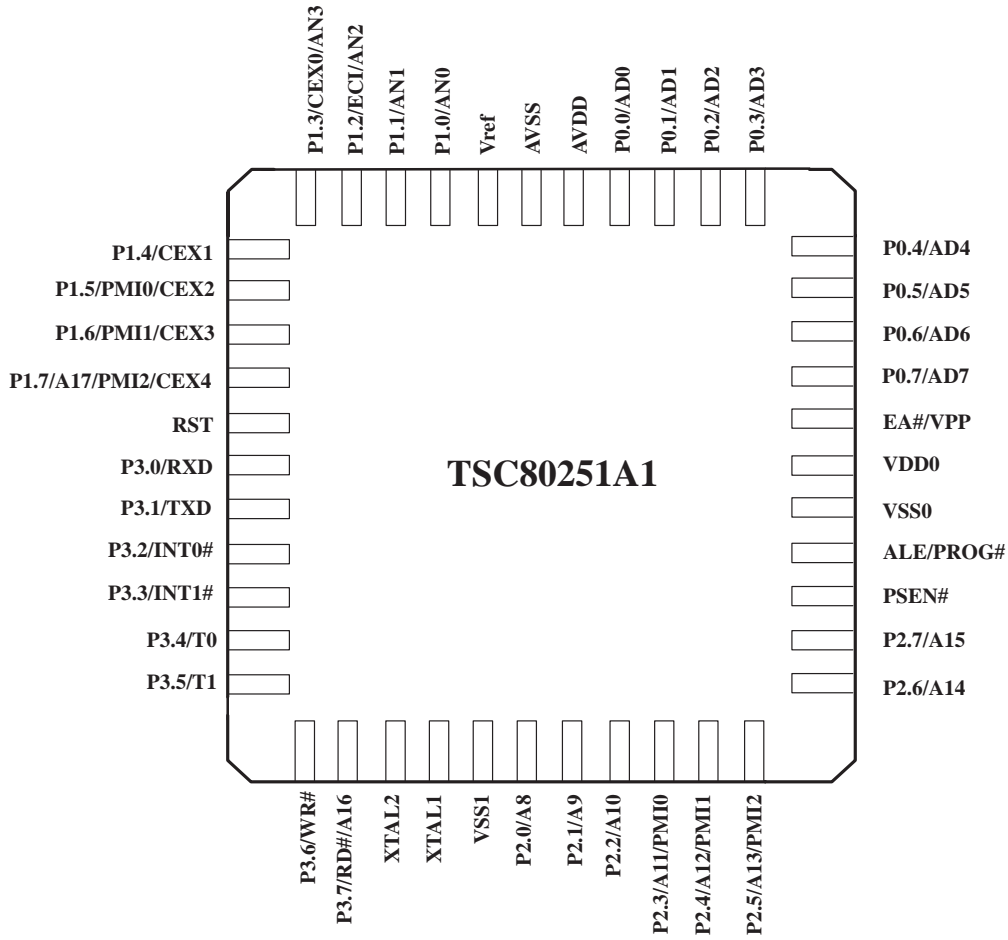 P1.3/CEX0/AN3
P1.2/ECI/AN2
P1.1/AN1
P1.0/AN0
Vref
AVSS
AVDD
P0.0/AD0
P0.1/AD1
P0.2/AD2
P0.3/AD3
P1.4/CEX1
P1.5/PMI0/CEX2
P1.6/PMI1/CEX3
P1.7/A17/PMI2/CEX4
RST
P3.0/RXD
P3.1/TXD
P3.2/INT0#
P3.3/INT1#
P3.4/T0
P3.5/T1
TSC80251A1
P0.4/AD4
P0.5/AD5
P0.6/AD6
P0.7/AD7
EA#/VPP
VDD0
VSS0
ALE/PROG#
PSEN#
P2.7/A15
P2.6/A14
P3.6/WR#
P3.7/RD#/A16
XTAL2
XTAL1
VSS1
P2.0/A8
P2.1/A9
P2.2/A10
P2.3/A11/PMI0
P2.4/A12/PMI1
P2.5/A13/PMI2